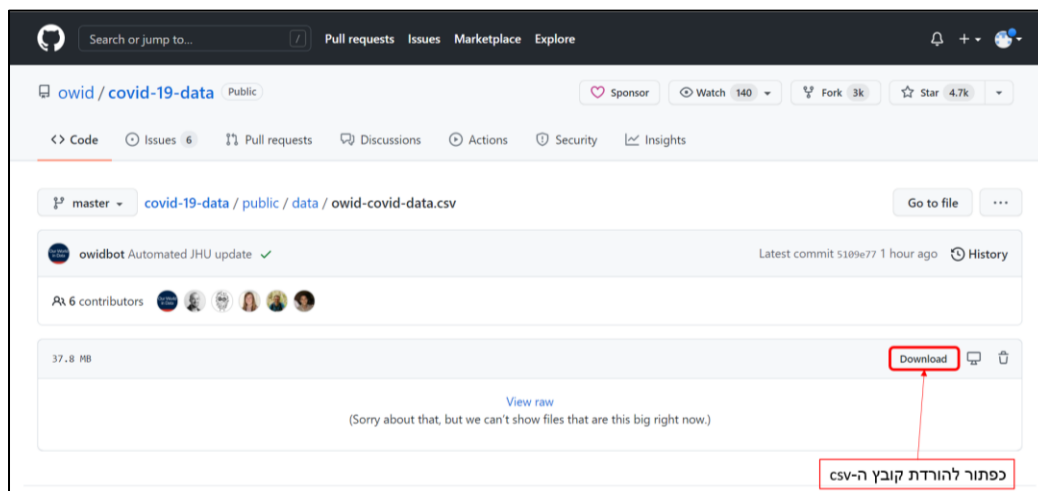 Search or jump to... / Pull requests Issues Marketplace Explore
owid / covid-19-data Public Sponsor Watch 140 Fork 3k Star 4.7k
Code Issues 6 Pull requests Discussions Actions Security Insights
master covid-19-data / public / data / owid-covid-data.csv Go to file ...
owidbot Automated JHU update Latest commit 5109e77 1 hour ago History
6 contributors
37.8 MB Download
View raw
(Sorry about that, but we can't show files that are this big right now.)
כפתור להורדת קובץ ה-csv